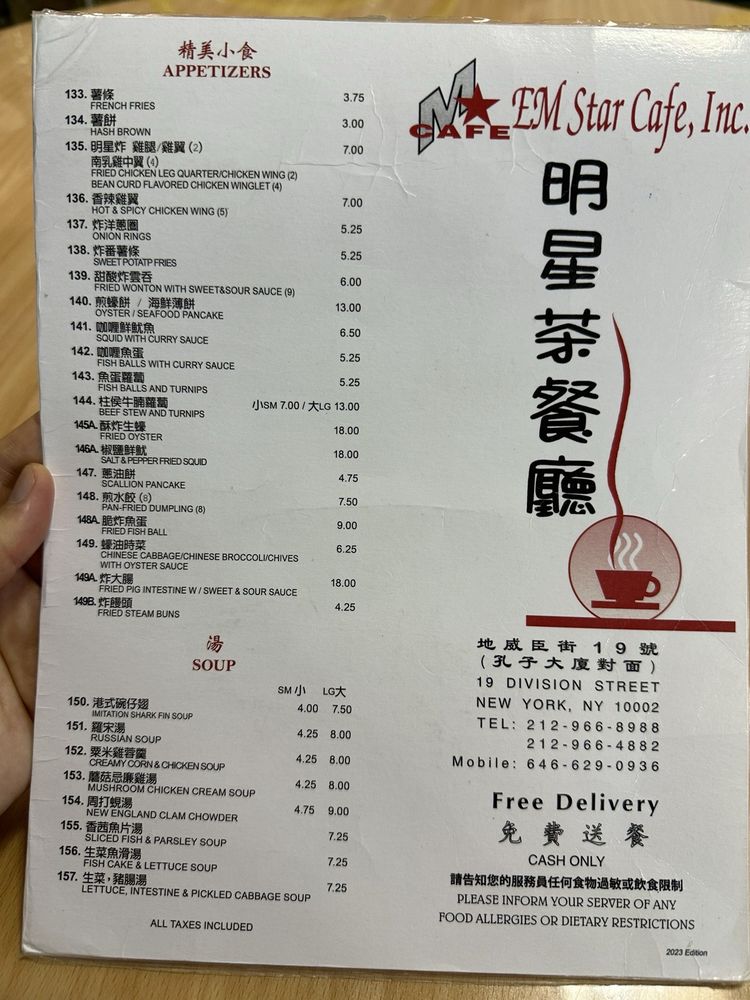 精美小食
APPETIZERS
133. 薯條 3.75
FRENCH FRIES
134. 薯餅 3.00
HASH BROWN
135. 明星炸 雞腿/雞翼 (2) 7.00
南乳雞中翼 (4)
FRIED CHICKEN LEG QUARTER/CHICKEN WING (2)
BEAN CURD FLAVORED CHICKEN WINGLET (4)
136. 香辣雞翼 7.00
HOT & SPICY CHICKEN WING (5)
137. 炸洋蔥圈 5.25
ONION RINGS
138. 炸番薯條 5.25
SWEET POTATP FRIES
139. 甜酸炸雲吞 6.00
FRIED WONTON WITH SWEET&SOUR SAUCE (9)
140. 煎蠔餅 / 海鮮薄餅 13.00
OYSTER / SEAFOOD PANCAKE
141. 咖喱鮮魷魚 6.50
SQUID WITH CURRY SAUCE
142. 咖喱魚蛋 5.25
FISH BALLS WITH CURRY SAUCE
143. 魚蛋蘿蔔 5.25
FISH BALLS AND TURNIPS
144. 柱侯牛腩蘿蔔 小SM 7.00 / 大LG 13.00
BEEF STEW AND TURNIPS
145A. 酥炸生蠔 18.00
FRIED OYSTER
146A. 椒鹽鮮魷 18.00
SALT & PEPPER FRIED SQUID
147. 蔥油餅 4.75
SCALLION PANCAKE
148. 煎水餃 (8) 7.50
PAN-FRIED DUMPLING (8)
148A. 脆炸魚蛋 9.00
FRIED FISH BALL
149. 蠔油時菜 6.25
CHINESE CABBAGE/CHINESE BROCCOLI/CHIVES
WITH OYSTER SAUCE
149A. 炸大腸 18.00
FRIED PIG INTESTINE W / SWEET & SOUR SAUCE
149B. 炸饅頭 4.25
FRIED STEAM BUNS
湯
SOUP
SM 小 LG大
150. 港式碗仔翅 4.00 7.50
IMITATION SHARK FIN SOUP
151. 羅宋湯 4.25 8.00
RUSSIAN SOUP
152. 粟米雞蓉羹 4.25 8.00
CREAMY CORN & CHICKEN SOUP
153. 蘑菇忌廉雞湯 4.25 8.00
MUSHROOM CHICKEN CREAM SOUP
154. 周打蜆湯 4.75 9.00
NEW ENGLAND CLAM CHOWDER
155. 香茜魚片湯 7.25
SLICED FISH & PARSLEY SOUP
156. 生菜魚滑湯 7.25
FISH CAKE & LETTUCE SOUP
157. 生菜，豬腸湯 7.25
LETTUCE, INTESTINE & PICKLED CABBAGE SOUP
ALL TAXES INCLUDED
M CAFE
EM Star Cafe, Inc.
明星茶餐廳
地威臣街 19 號
(孔子大廈對面)
19 DIVISION STREET
NEW YORK, NY 10002
TEL: 212-966-8988
212-966-4882
Mobile: 646-629-0936
Free Delivery
免費送餐
CASH ONLY
請告知您的服務員任何食物過敏或飲食限制
PLEASE INFORM YOUR SERVER OF ANY
FOOD ALLERGIES OR DIETARY RESTRICTIONS
2023 Edition